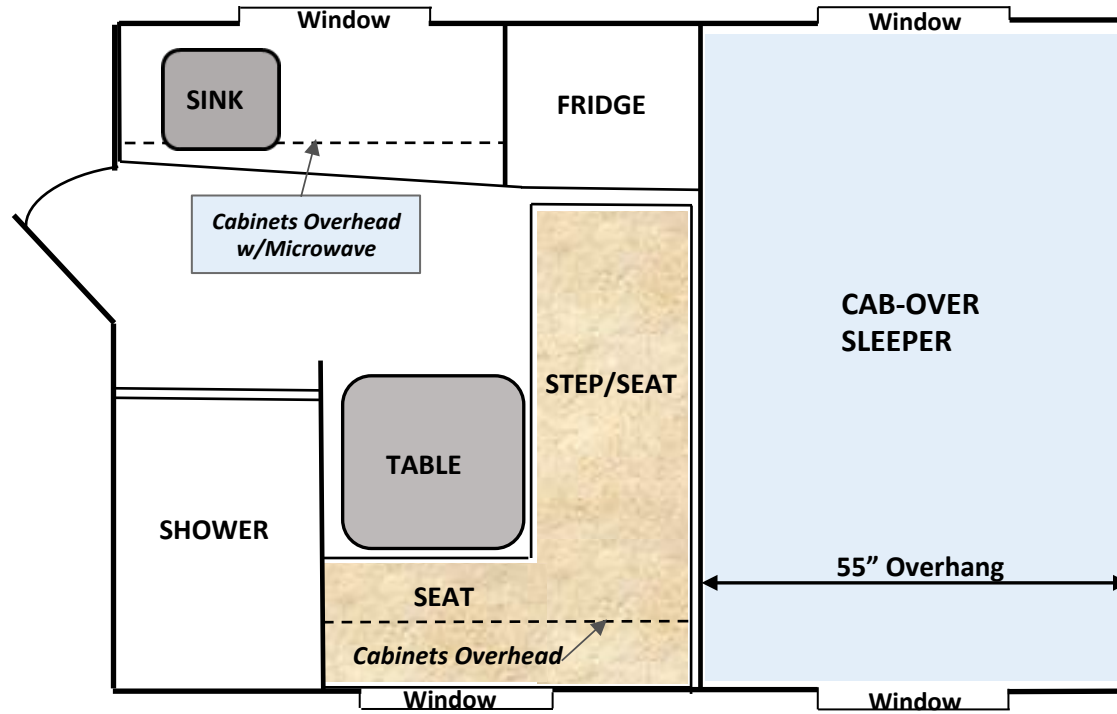 Window
Window
SINK
FRIDGE
Cabinets Overhead
w/Microwave
CAB-OVER
SLEEPER
STEP/SEAT
TABLE
SHOWER
55” Overhang
SEAT
Cabinets Overhead
Window
Window